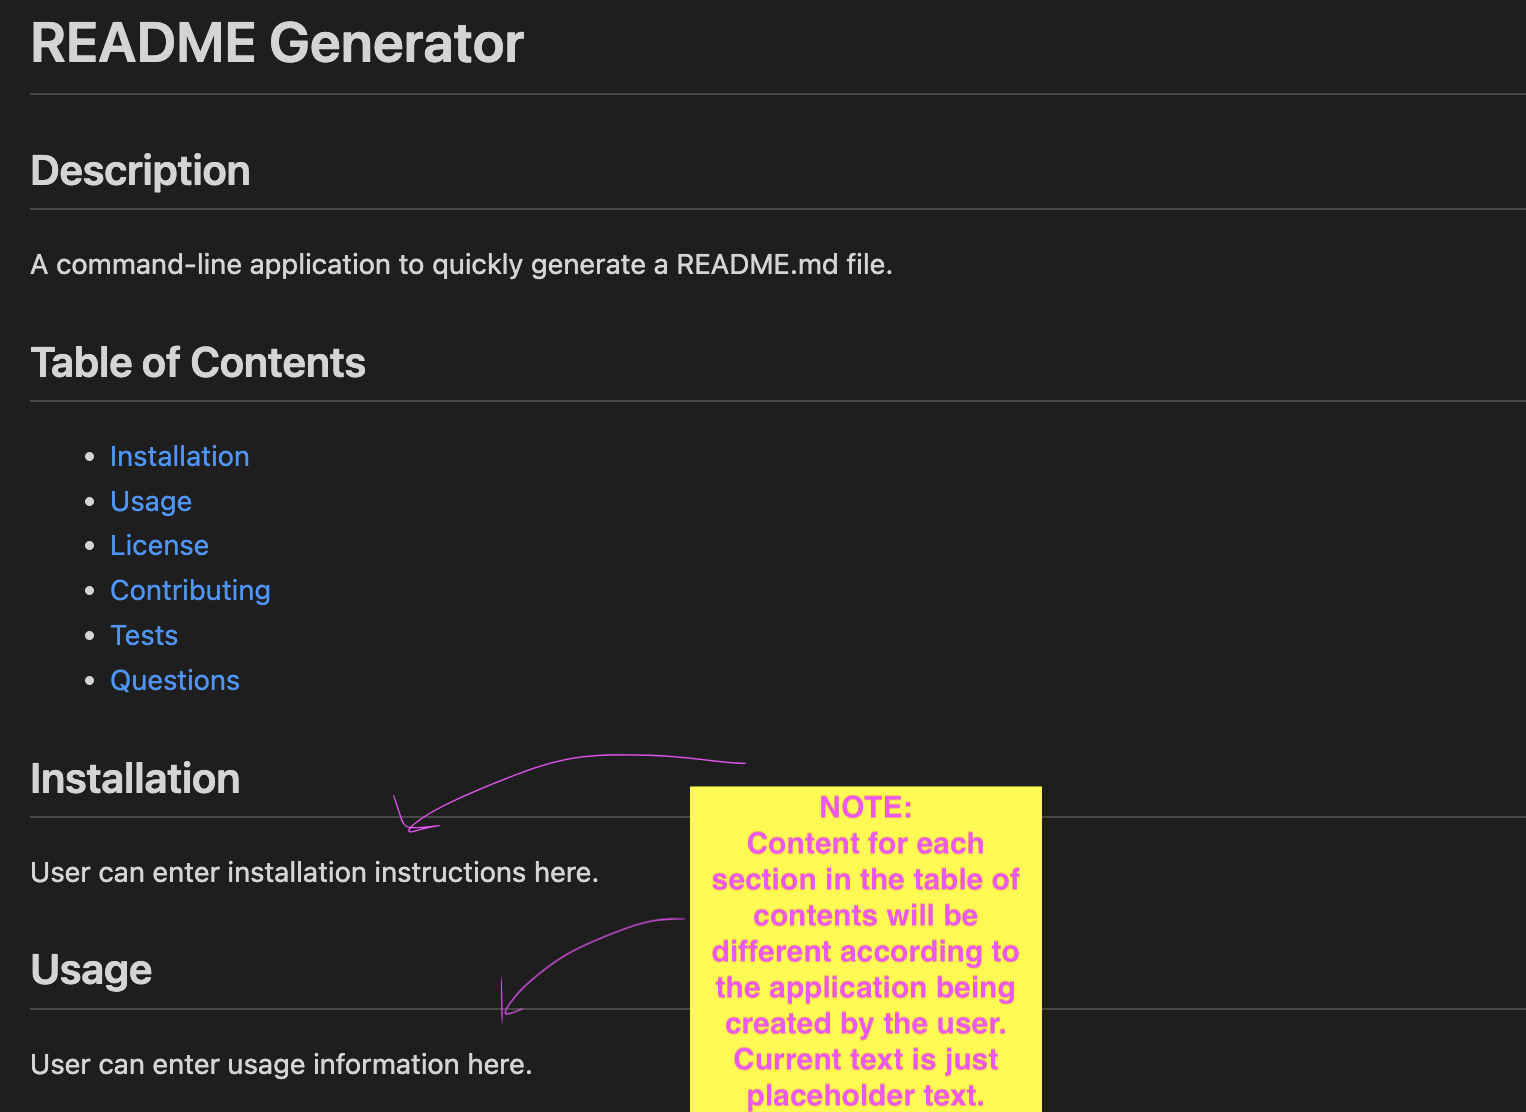 README Generator
Description
A command-line application to quickly generate a README.md file.
Table of Contents
Installation
Usage
License
Contributing
Tests
Questions
Installation
User can enter installation instructions here.
Usage
User can enter usage information here.
NOTE:
Content for each
section in the table of
contents will be
different according to
the application being
created by the user.
Current text is just
placeholder text.